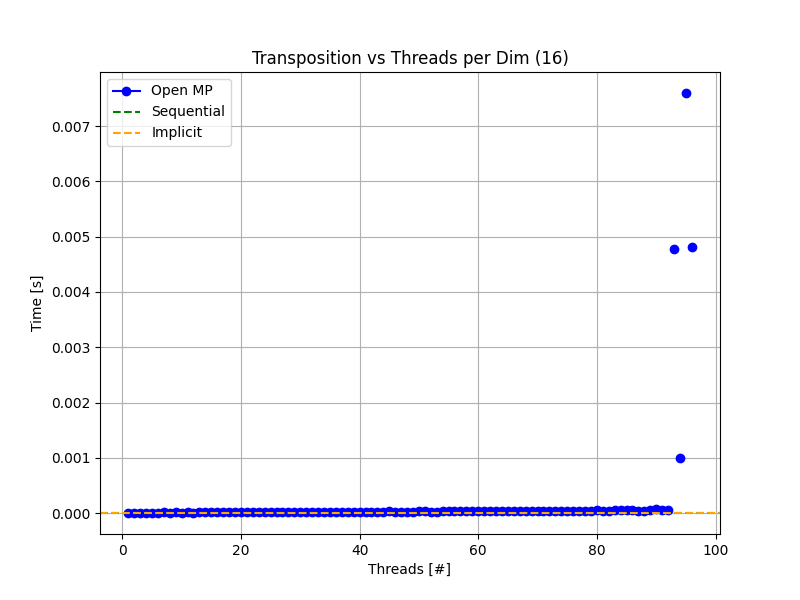 Transposition vs Threads per Dim (16)
Open MP
Sequential
Implicit
0.007
0.006
0.005
0.004
0.003
0.002
0.001
0.000
Time [s]
0 20 40 60 80 100
Threads [#]